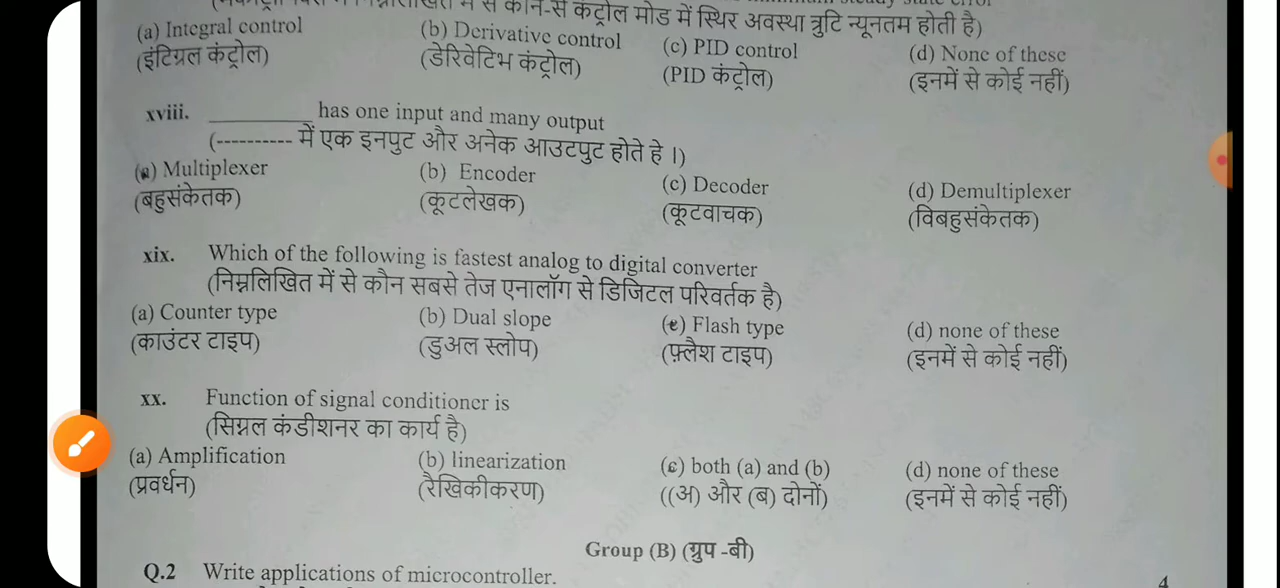 में से कौन-से कंट्रोल मोड में स्थिर अवस्था त्रुटि न्यूनतम होती है)
(a) Integral control (b) Derivative control (c) PID control (d) None of these
(इंटिग्रल कंट्रोल) (डेरिवेटिभ कंट्रोल) (PID कंट्रोल) (इनमें से कोई नहीं)
xviii. __________ has one input and many output
(---------- में एक इनपुट और अनेक आउटपुट होते हे ।)
(a) Multiplexer (b) Encoder (c) Decoder (d) Demultiplexer
(बहुसंकेतक) (कूटलेखक) (कूटवाचक) (विबहुसंकेतक)
xix. Which of the following is fastest analog to digital converter
(निम्नलिखित में से कौन सबसे तेज एनालॉग से डिजिटल परिवर्तक है)
(a) Counter type (b) Dual slope (c) Flash type (d) none of these
(काउंटर टाइप) (डुअल स्लोप) (फ़्लैश टाइप) (इनमें से कोई नहीं)
xx. Function of signal conditioner is
(सिग्नल कंडीशनर का कार्य है)
(a) Amplification (b) linearization (c) both (a) and (b) (d) none of these
(प्रवर्धन) (रैखिकीकरण) ((अ) और (ब) दोनों) (इनमें से कोई नहीं)
Group (B) (ग्रुप -बी)
Q.2 Write applications of microcontroller.
4